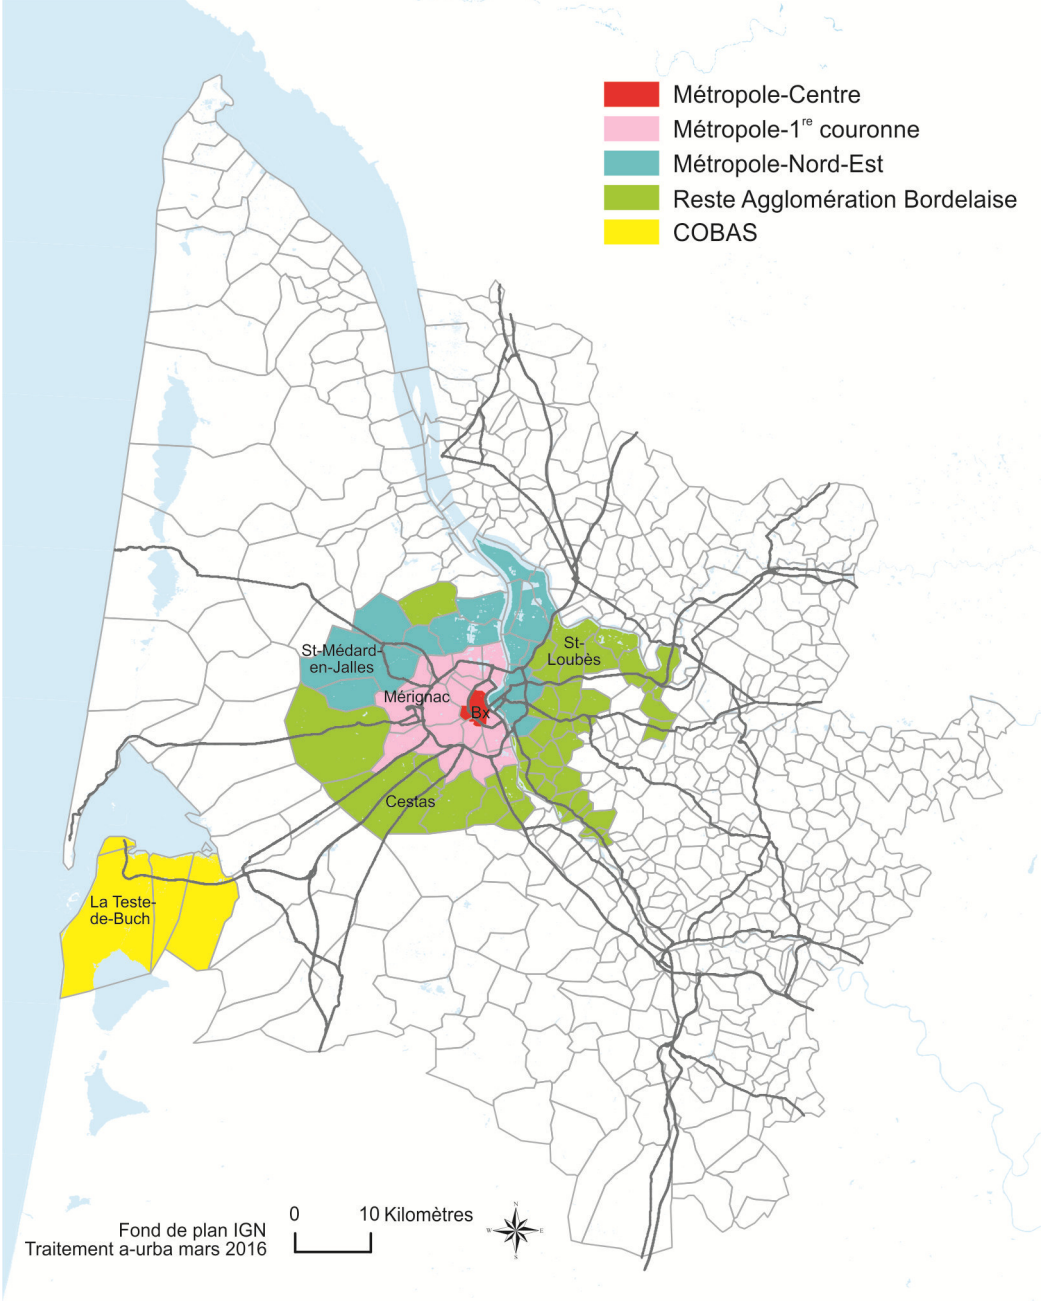 Métropole-Centre
Métropole-1re couronne
Métropole-Nord-Est
Reste Agglomération Bordelaise
COBAS
St-Médard-
en-Jalles
St-
Loubès
Mérignac
Bx
Cestas
La Teste-
de-Buch
0 10 Kilomètres
Fond de plan IGN
Traitement a-urba mars 2016
N
W E
S